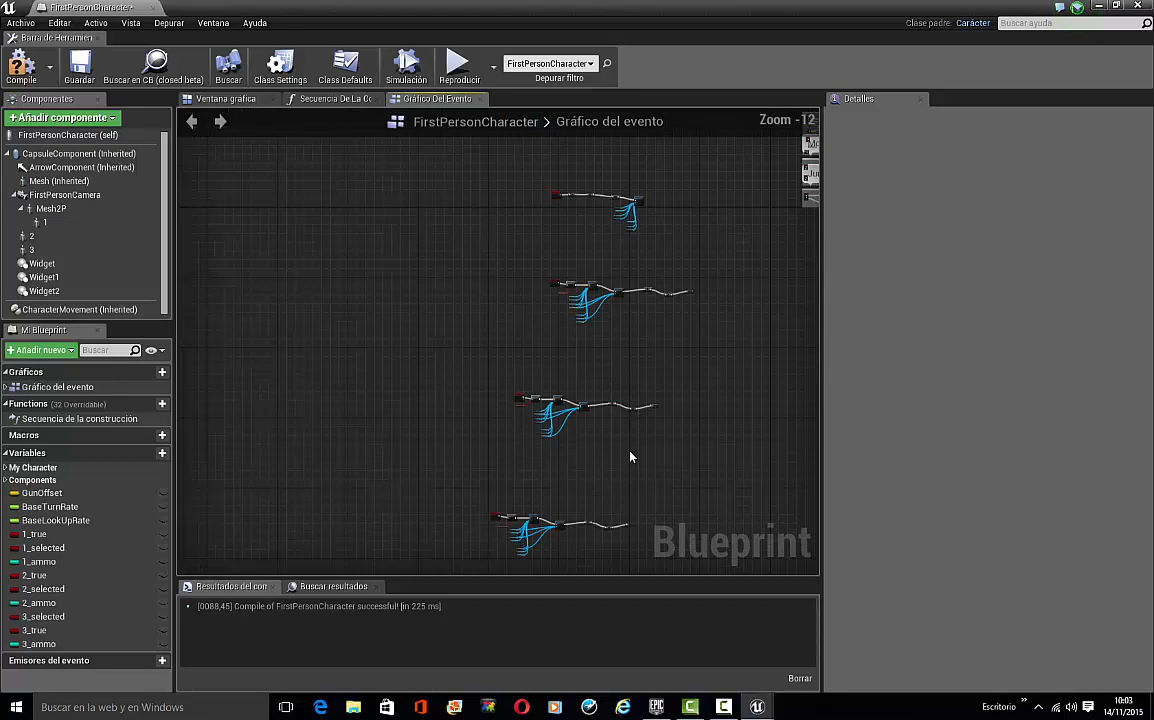 FirstPersonCharacter*
Archivo Editar Activo Vista Depurar Ventana Ayuda
Clase padre: Carácter
Buscar ayuda
Barra de Herramien
Compile
Guardar
Buscar en CB (closed beta)
Buscar
Class Settings
Class Defaults
Simulación
Reproducir
FirstPersonCharacter
Depurar filtro
Componentes
Ventana gráfica
Secuencia De La Co
Gráfico Del Evento
Detalles
+Añadir componente
FirstPersonCharacter > Gráfico del evento
Zoom -12
FirstPersonCharacter (self)
CapsuleComponent (Inherited)
ArrowComponent (Inherited)
Mesh (Inherited)
FirstPersonCamera
Mesh2P
1
2
3
Widget
Widget1
Widget2
CharacterMovement (Inherited)
Mi Blueprint
+Añadir nuevo
Buscar
Gráficos
Gráfico del evento
Functions (32 Overridable)
Secuencia de la construcción
Macros
Variables
My Character
Components
GunOffset
BaseTurnRate
BaseLookUpRate
1_true
1_selected
1_ammo
2_true
2_selected
2_ammo
3_selected
3_true
3_ammo
Emisores del evento
Blueprint
Resultados del com
Buscar resultados
[0088,45] Compile of FirstPersonCharacter successful! [in 225 ms]
Borrar
Buscar en la web y en Windows
Escritorio
10:03
14/11/2015